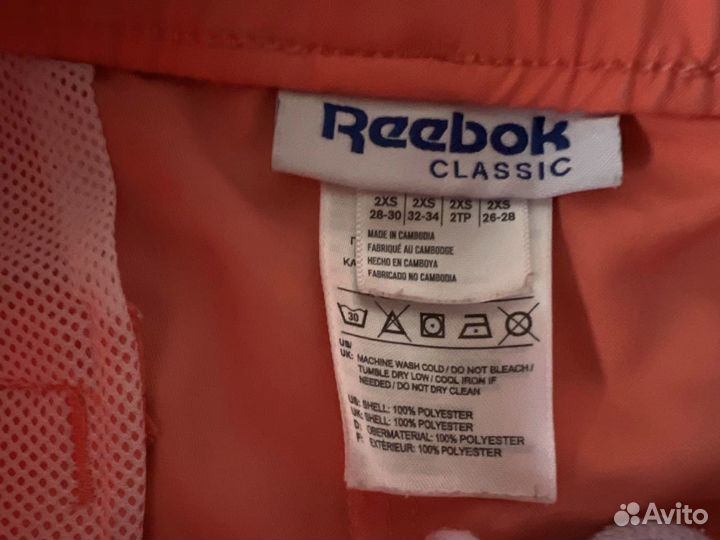 Reebok
CLASSIC
2XS 2XS 2XS 2XS
28-30 32-34 2TP 26-28
MADE IN CAMBODIA
FABRIQUÉ AU CAMBODGE
HECHO EN CAMBOYA
FABRICADO NO CAMBODIA
КА
30
US/
UK: MACHINE WASH COLD / DO NOT BLEACH /
TUMBLE DRY LOW / COOL IRON IF
NEEDED / DO NOT DRY CLEAN
US: SHELL: 100% POLYESTER
UK: SHELL: 100% POLYESTER
D: OBERMATERIAL: 100% POLYESTER
F: EXTÉRIEUR: 100% POLYESTER
Avito